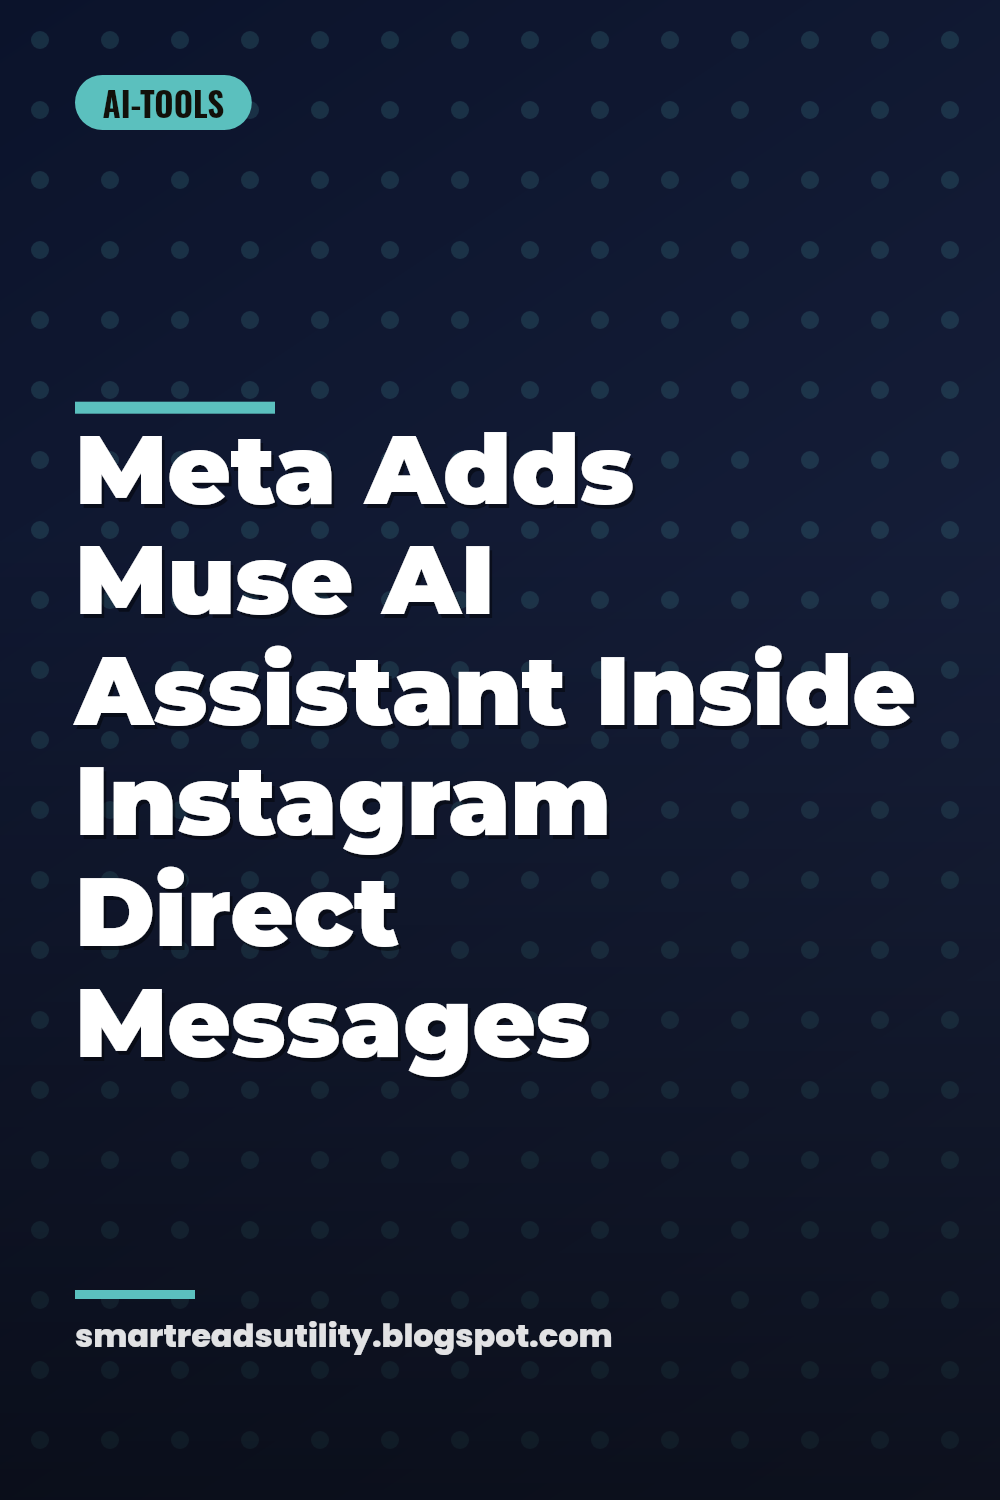 AI-TOOLS
Meta Adds
Muse AI
Assistant Inside
Instagram
Direct
Messages
smartreadsutility.blogspot.com